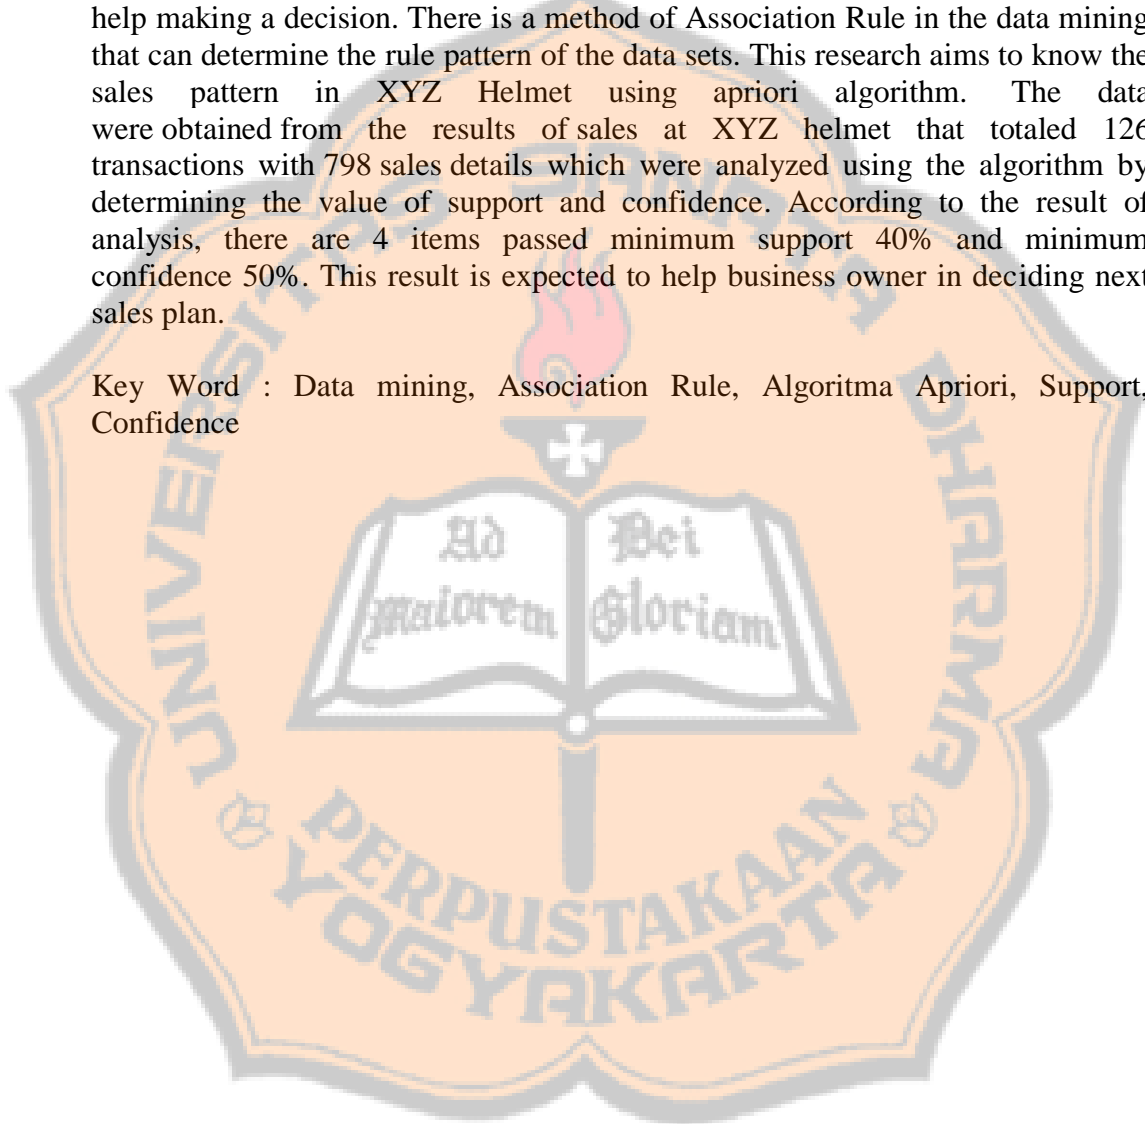 help making a decision. There is a method of Association Rule in the data mining
that can determine the rule pattern of the data sets. This research aims to know the
sales pattern in XYZ Helmet using apriori algorithm. The data
were obtained from the results of sales at XYZ helmet that totaled 126
transactions with 798 sales details which were analyzed using the algorithm by
determining the value of support and confidence. According to the result of
analysis, there are 4 items passed minimum support 40% and minimum
confidence 50%. This result is expected to help business owner in deciding next
sales plan.
Key Word : Data mining, Association Rule, Algoritma Apriori, Support,
Confidence
UNIVERSITAS SANATA DHARMA
Ad Dei
Maiorem Gloriam
PERPUSTAKAAN
YOGYAKARTA